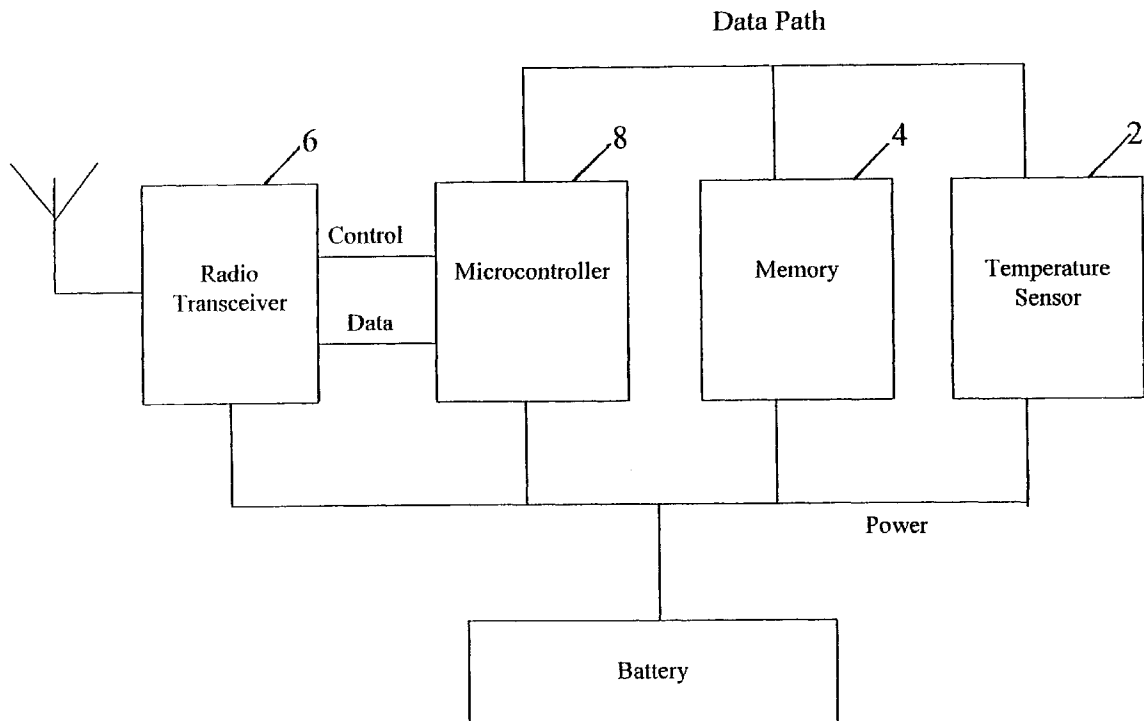 Data Path
6
8
4
2
Control
Radio
Transceiver
Microcontroller
Memory
Temperature
Sensor
Data
Power
Battery